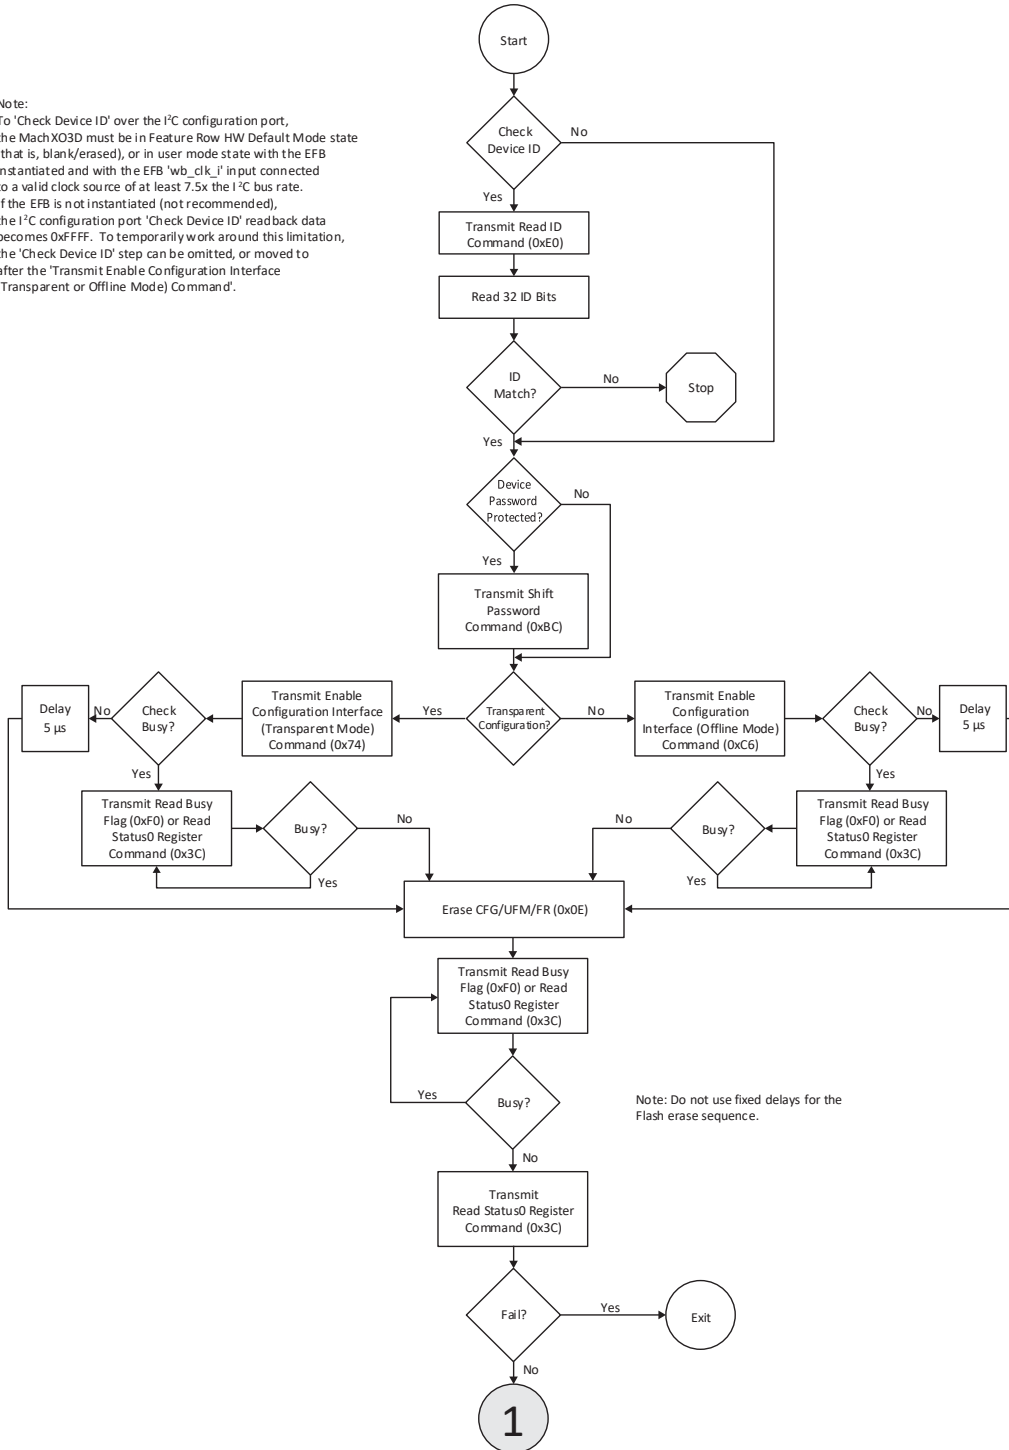 Start
Note:
To 'Check Device ID' over the I²C configuration port,
the MachXO3D must be in Feature Row HW Default Mode state
that is, blank/erased), or in user mode state with the EFB
nstantiated and with the EFB 'wb_clk_i' input connected
to a valid clock source of at least 7.5x the I²C bus rate.
f the EFB is not instantiated (not recommended),
the I²C configuration port 'Check Device ID' readback data
becomes 0xFFFF. To temporarily work around this limitation,
the 'Check Device ID' step can be omitted, or moved to
after the 'Transmit Enable Configuration Interface
Transparent or Offline Mode) Command'.
Check
Device ID
No
Yes
Transmit Read ID
Command (0xE0)
Read 32 ID Bits
ID
Match?
No
Stop
Yes
Device
Password
Protected?
No
Yes
Transmit Shift
Password
Command (0xBC)
Delay
5 µs
No
Check
Busy?
Transmit Enable
Configuration Interface
(Transparent Mode)
Command (0x74)
Yes
Transparent
Configuration?
No
Transmit Enable
Configuration
Interface (Offline Mode)
Command (0xC6)
Check
Busy?
No
Delay
5 µs
Yes
Yes
Transmit Read Busy
Flag (0xF0) or Read
Status0 Register
Command (0x3C)
Busy?
No
Yes
No
Busy?
Yes
Transmit Read Busy
Flag (0xF0) or Read
Status0 Register
Command (0x3C)
Erase CFG/UFM/FR (0x0E)
Transmit Read Busy
Flag (0xF0) or Read
Status0 Register
Command (0x3C)
Yes
Busy?
Note: Do not use fixed delays for the
Flash erase sequence.
No
Transmit
Read Status0 Register
Command (0x3C)
Fail?
Yes
Exit
No
1